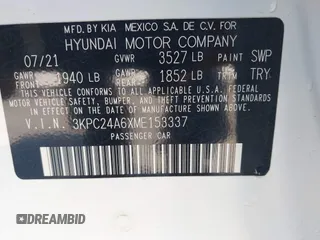 MFD BY KIA MEXICO S.A DE C.V. FOR
HYUNDAI MOTOR COMPANY
07/21 GVWR 3527 LB PAINT SWP
GAWR FRT 1940 LB GAWR RR 1852 LB TRIM TRY
THIS VEHICLE CONFORMS TO ALL APPLICABLE U.S. FEDERAL MOTOR
VEHICLE SAFETY, BUMPER, AND THEFT PREVENTION STANDARDS
IN EFFECT ON THE DATE OF MANUFACTURE SHOWN ABOVE.
V.I.N. 3KPC24A6XME153337
PASSENGER CAR
DREAMBID